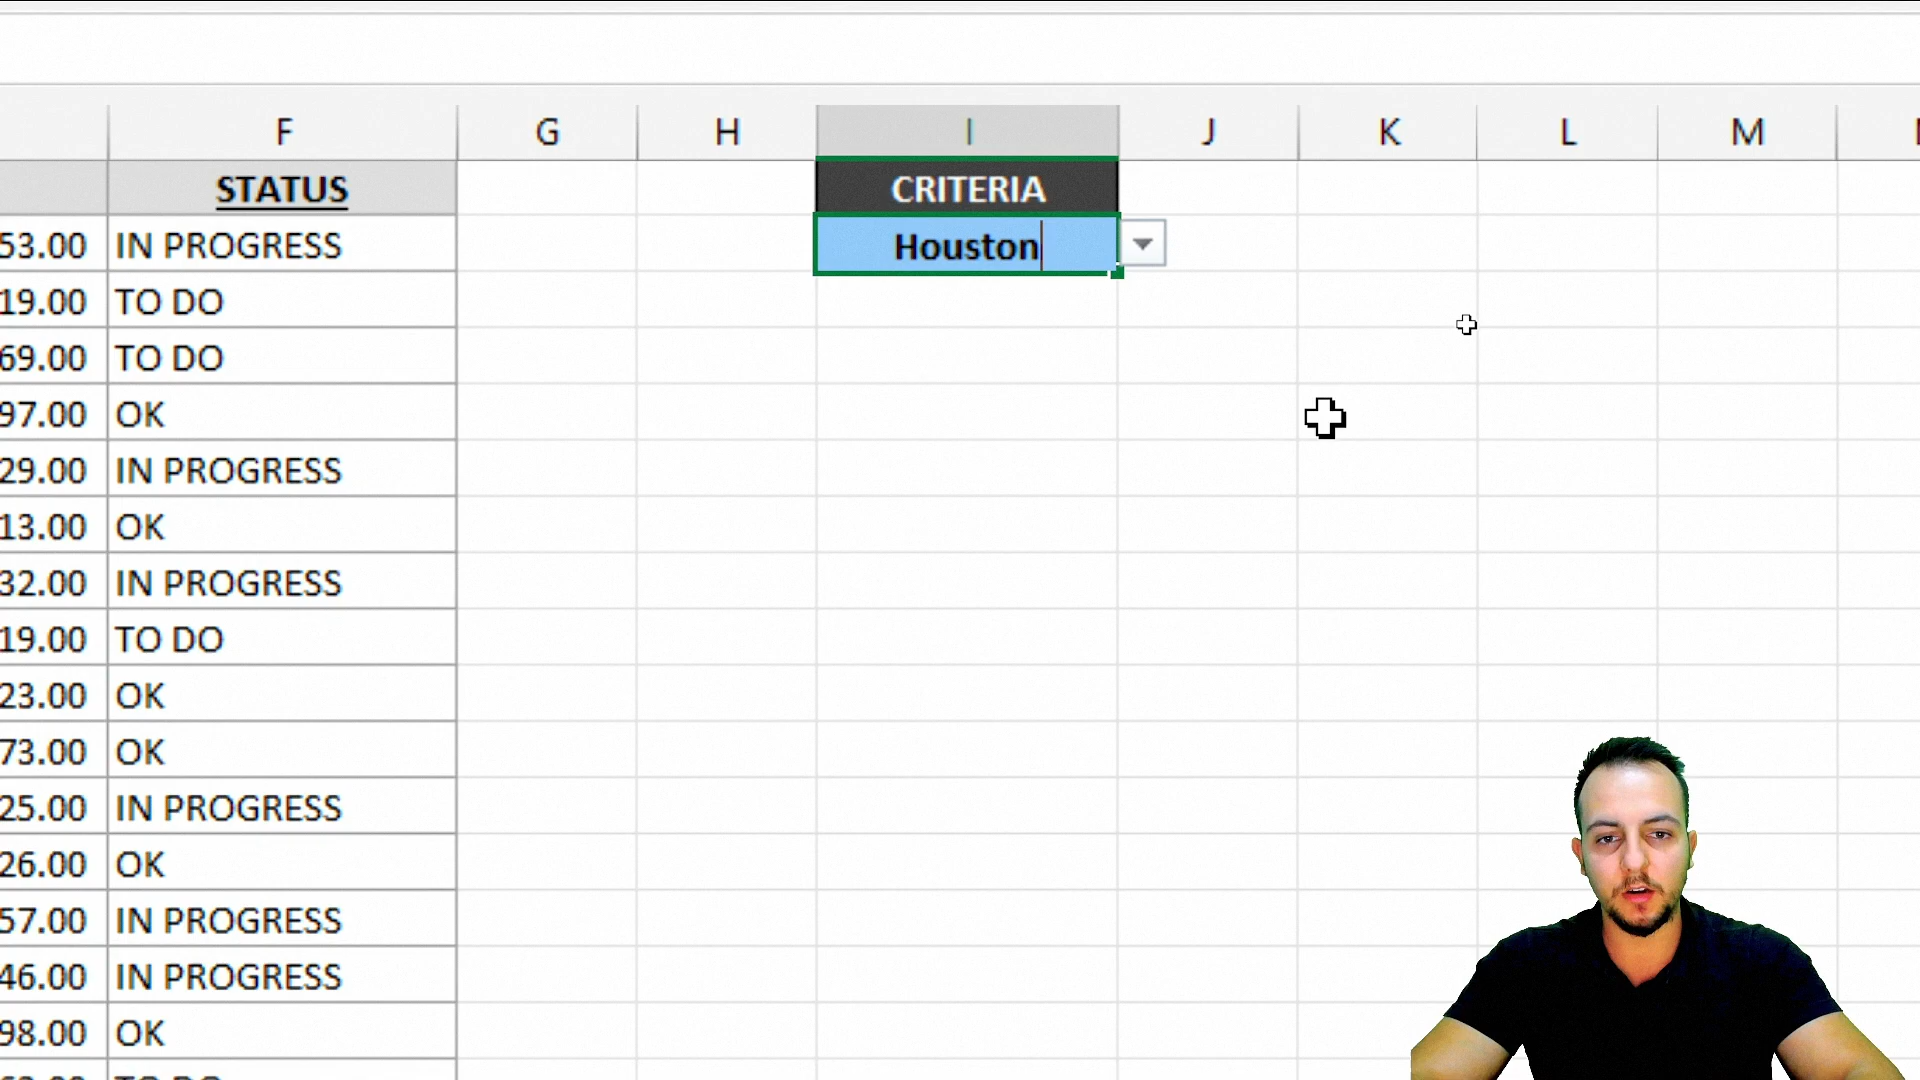 F G H I J K L M
STATUS CRITERIA
53.00 IN PROGRESS Houston
19.00 TO DO
69.00 TO DO
97.00 OK
29.00 IN PROGRESS
13.00 OK
32.00 IN PROGRESS
19.00 TO DO
23.00 OK
73.00 OK
25.00 IN PROGRESS
26.00 OK
57.00 IN PROGRESS
46.00 IN PROGRESS
98.00 OK
TO DO